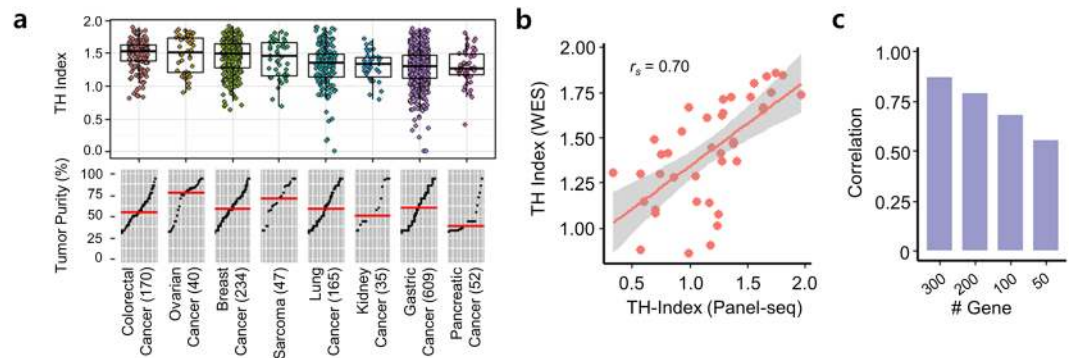 a
TH Index
2.0
1.5
1.0
0.5
0.0
Tumor Purity (%)
100
75
50
25
0
Colorectal
Cancer (170)
Ovarian
Cancer (40)
Breast
Cancer (234)
Sarcoma (47)
Lung
Cancer (165)
Kidney
Cancer (35)
Gastric
Cancer (609)
Pancreatic
Cancer (52)
b
TH Index (WES)
2.00
1.75
1.50
1.25
1.00
rs = 0.70
0.5 1.0 1.5 2.0
TH-Index (Panel-seq)
c
Correlation
1.00
0.75
0.50
0.25
0
300 200 100 50
# Gene